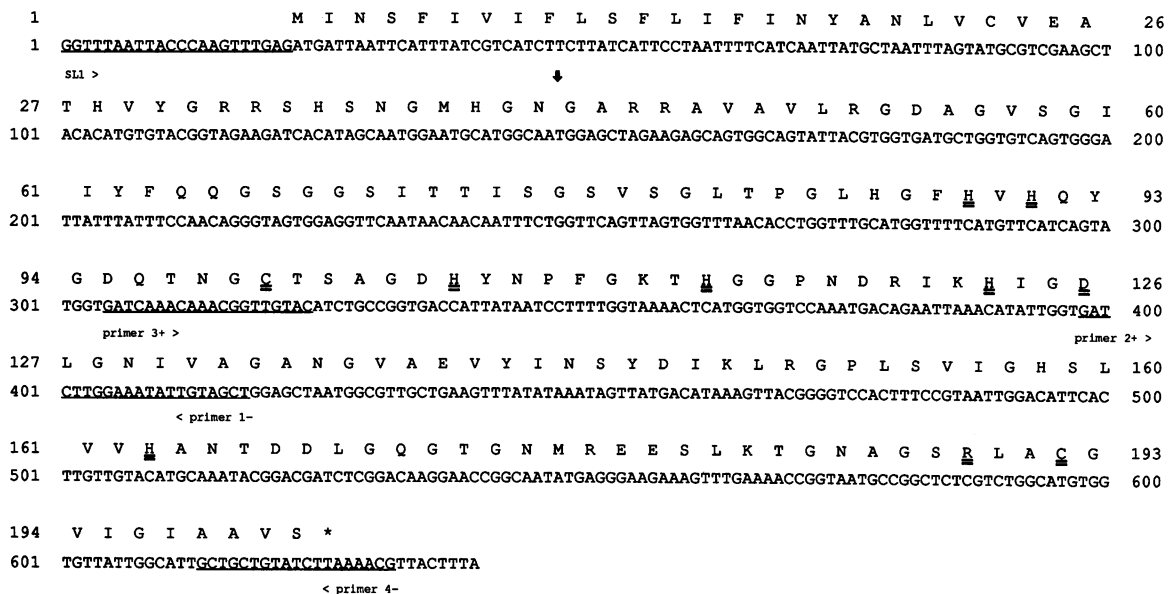 1 M I N S F I V I F L S F L I F I N Y A N L V C V E A 26
1 GGTTTAATTACCCAAGTTTGAGATGATTAATTCATTTATCGTCATCTTCTTATCATTCCTAATTTTCATCAATTATGCTAATTTAGTATGCGTCGAAGCT 100
SL1 >
27 T H V Y G R R S H S N G M H G N G A R R A V A V L R G D A G V S G I 60
101 ACACATGTGTACGGTAGAAGATCACATAGCAATGGAATGCATGGCAATGGAGCTAGAAGAGCAGTGGCAGTATTACGTGGTGATGCTGGTGTCAGTGGGA 200
61 I Y F Q Q G S G G S I T T I S G S V S G L T P G L H G F H V H Q Y 93
201 TTATTTATTTCCAACAGGGTAGTGGAGGTTCAATAACAACAATTTCTGGTTCAGTTAGTGGTTTAACACCTGGTTTGCATGGTTTTCATGTTCATCAGTA 300
94 G D Q T N G C T S A G D H Y N P F G K T H G G P N D R I K H I G D 126
301 TGGTGATCAAACAAACGGTTGTACATCTGCCGGTGACCATTATAATCCTTTTGGTAAAACTCATGGTGGTCCAAATGACAGAATTAAACATATTGGTGAT 400
primer 3+ > primer 2+ >
127 L G N I V A G A N G V A E V Y I N S Y D I K L R G P L S V I G H S L 160
401 CTTGGAAATATTGTAGCTGGAGCTAATGGCGTTGCTGAAGTTTATATAAATAGTTATGACATAAAGTTACGGGGTCCACTTTCCGTAATTGGACATTCAC 500
< primer 1-
161 V V H A N T D D L G Q G T G N M R E E S L K T G N A G S R L A C G 193
501 TTGTTGTACATGCAAATACGGACGATCTCGGACAAGGAACCGGCAATATGAGGGAAGAAAGTTTGAAAACCGGTAATGCCGGCTCTCGTCTGGCATGTGG 600
194 V I G I A A V S * 
601 TGTTATTGGCATTGCTGCTGTATCTTAAAACGTTACTTTA
< primer 4-